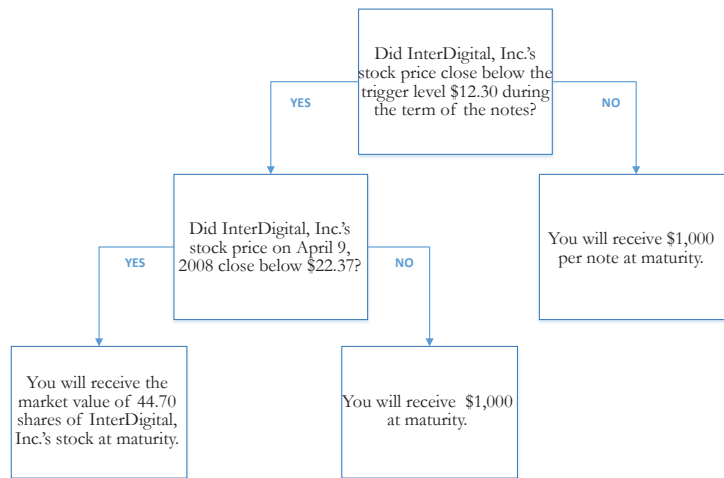 Did InterDigital, Inc.'s
stock price close below the
trigger level $12.30 during
the term of the notes?
YES
NO
Did InterDigital, Inc.'s
stock price on April 9,
2008 close below $22.37?
You will receive $1,000
per note at maturity.
YES
NO
You will receive the
market value of 44.70
shares of InterDigital,
Inc.'s stock at maturity.
You will receive $1,000
at maturity.